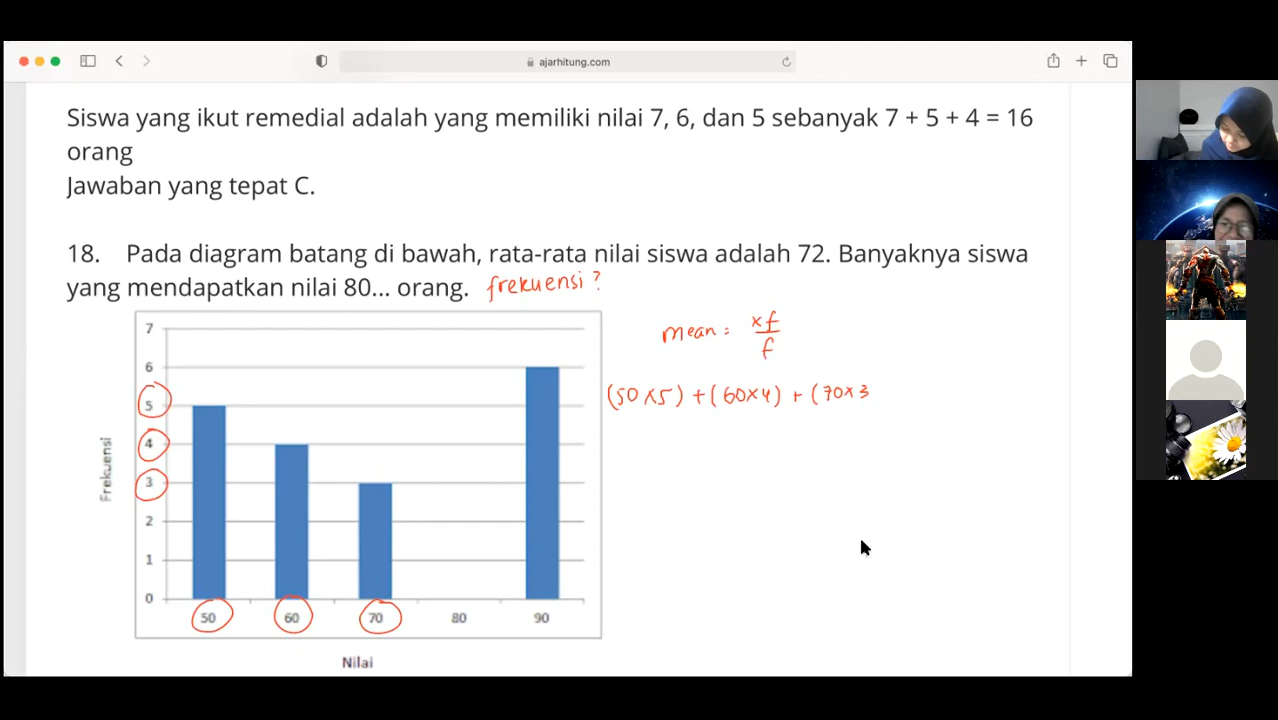 ajarhitung.com
Siswa yang ikut remedial adalah yang memiliki nilai 7, 6, dan 5 sebanyak 7 + 5 + 4 = 16
orang
Jawaban yang tepat C.
18. Pada diagram batang di bawah, rata-rata nilai siswa adalah 72. Banyaknya siswa
yang mendapatkan nilai 80... orang. frekuensi ?
mean = xf
f
(50x5) + (60x4) + (70x3
7
6
5
4
3
2
1
0
Frekuensi
50 60 70 80 90
Nilai